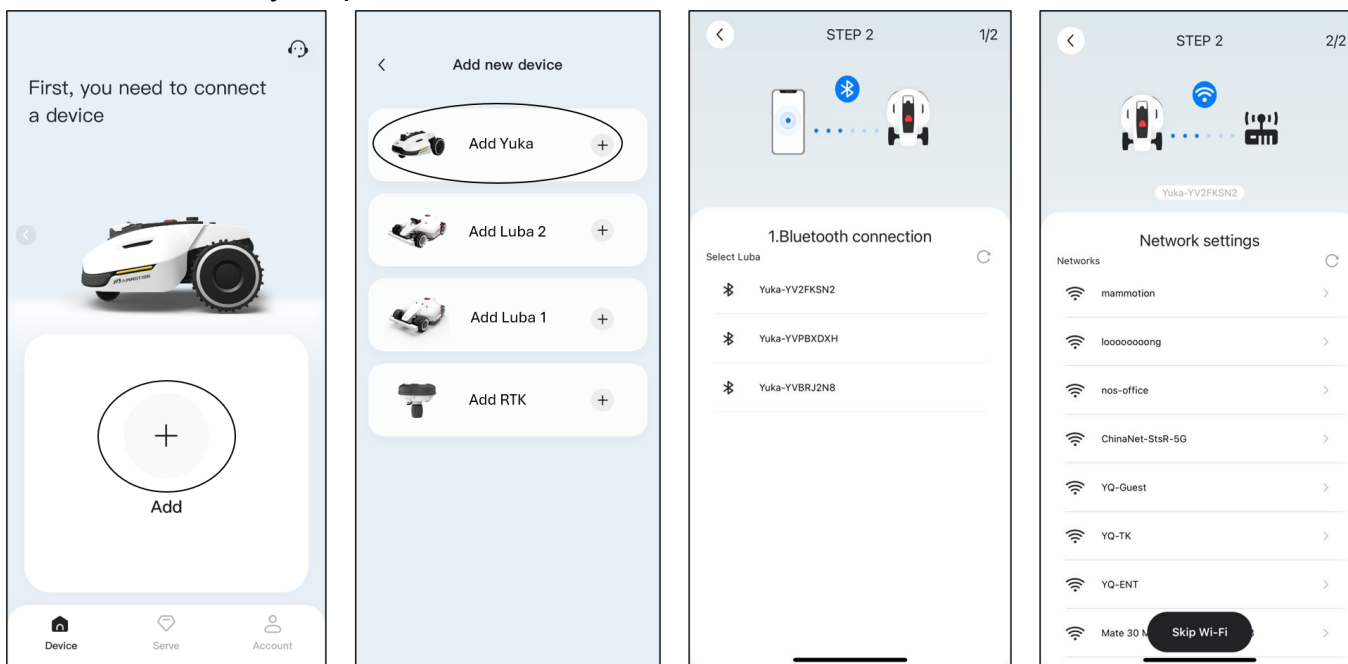 First, you need to connect
a device
MAMMOTION
Add
Device
Serve
Account
Add new device
Add Yuka
Add Luba 2
Add Luba 1
Add RTK
STEP 2
1/2
1.Bluetooth connection
Select Luba
Yuka-YV2FKSN2
Yuka-YVPBXDXH
Yuka-YVBRJ2N8
STEP 2
2/2
Yuka-YV2FKSN2
Network settings
Networks
mammotion
looooooong
nos-office
ChinaNet-StsR-5G
YQ-Guest
YQ-TK
YQ-ENT
Mate 30
Skip Wi-Fi